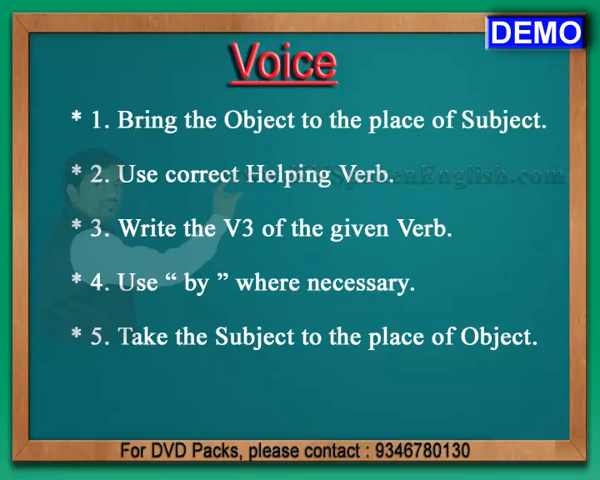 DEMO
Voice
* 1. Bring the Object to the place of Subject.
* 2. Use correct Helping Verb.
* 3. Write the V3 of the given Verb.
* 4. Use “ by ” where necessary.
* 5. Take the Subject to the place of Object.
For DVD Packs, please contact : 9346780130